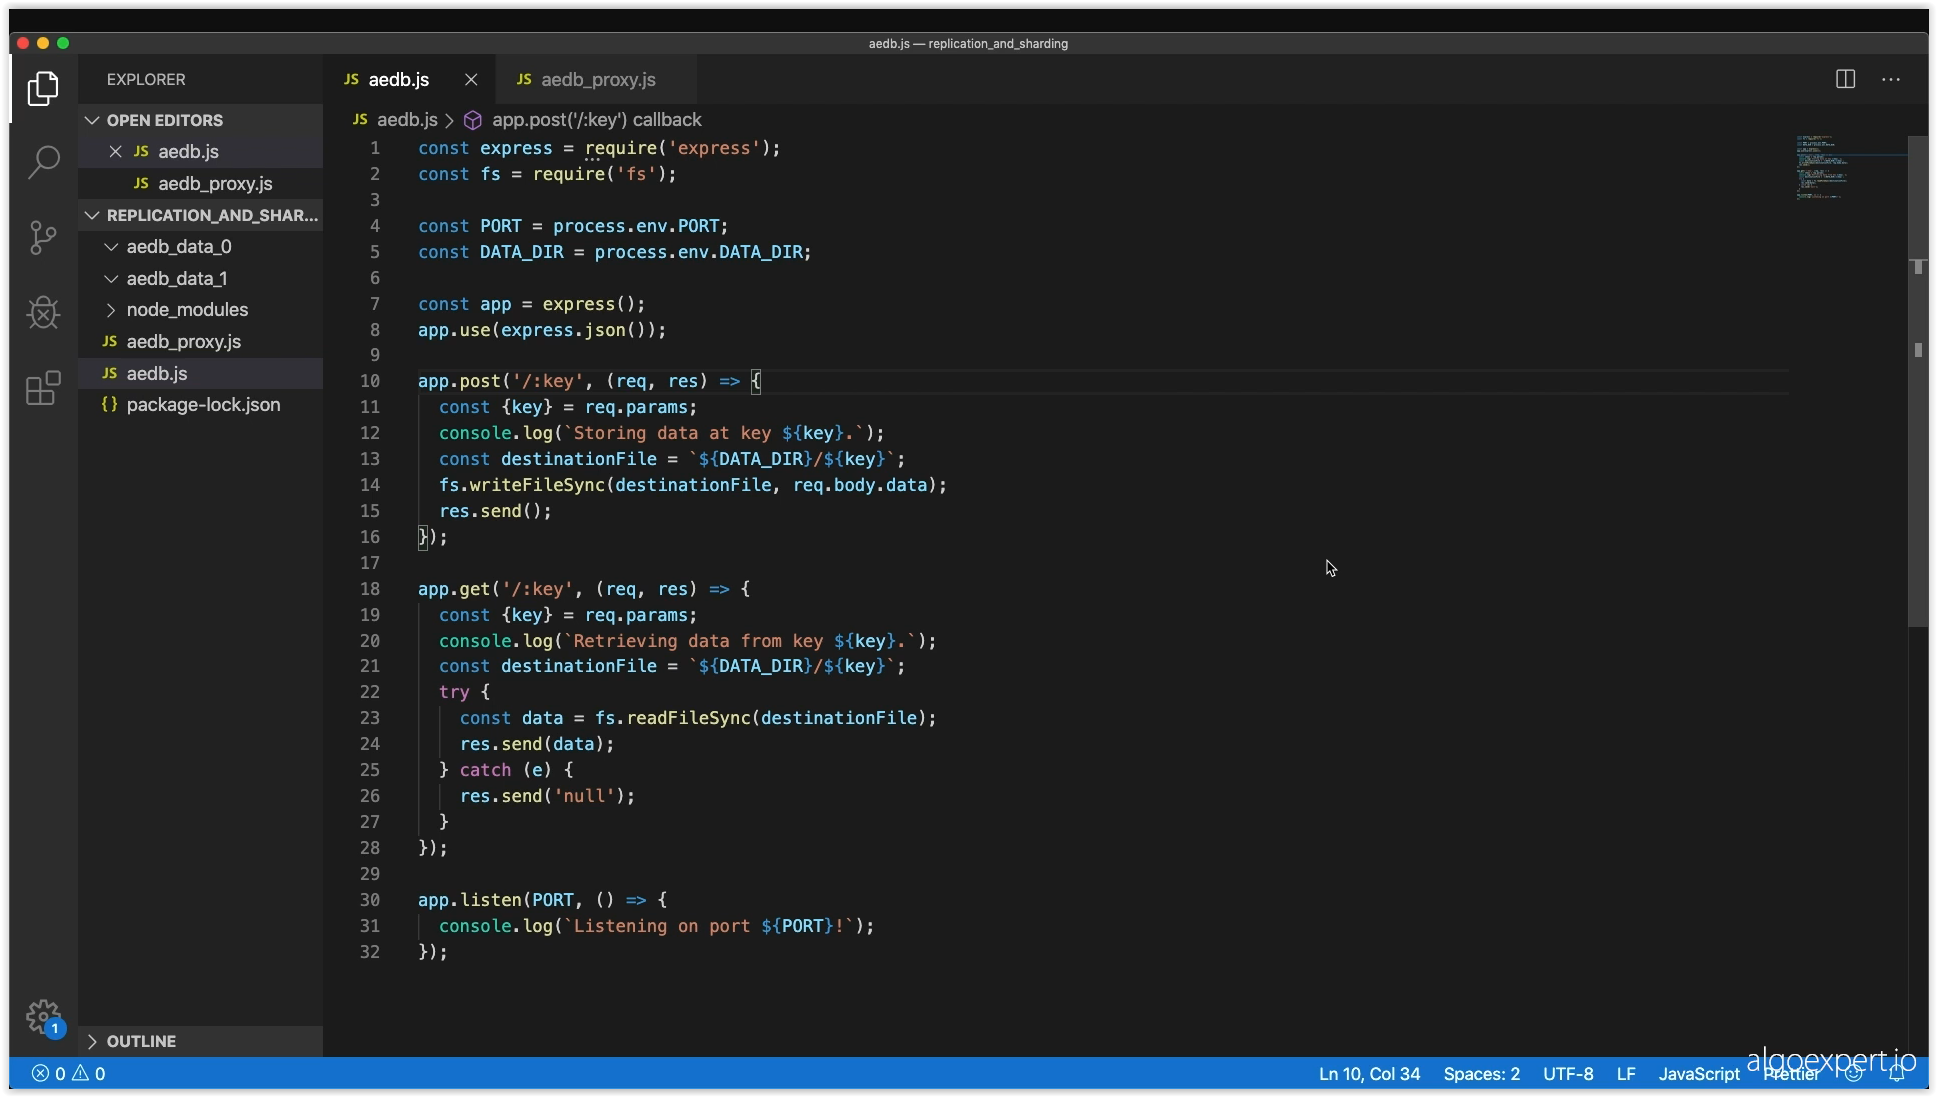 aedb.js — replication_and_sharding
EXPLORER
OPEN EDITORS
JS aedb.js
JS aedb_proxy.js
REPLICATION_AND_SHAR...
aedb_data_0
aedb_data_1
node_modules
JS aedb_proxy.js
JS aedb.js
{} package-lock.json
OUTLINE
1
JS aedb.js
JS aedb_proxy.js
JS aedb.js > app.post('/:key') callback
1 const express = require('express');
2 const fs = require('fs');
3
4 const PORT = process.env.PORT;
5 const DATA_DIR = process.env.DATA_DIR;
6
7 const app = express();
8 app.use(express.json());
9
10 app.post('/:key', (req, res) => {
11   const {key} = req.params;
12   console.log(`Storing data at key ${key}.`);
13   const destinationFile = `${DATA_DIR}/${key}`;
14   fs.writeFileSync(destinationFile, req.body.data);
15   res.send();
16 });
17
18 app.get('/:key', (req, res) => {
19   const {key} = req.params;
20   console.log(`Retrieving data from key ${key}.`);
21   const destinationFile = `${DATA_DIR}/${key}`;
22   try {
23     const data = fs.readFileSync(destinationFile);
24     res.send(data);
25   } catch (e) {
26     res.send('null');
27   }
28 });
29
30 app.listen(PORT, () => {
31   console.log(`Listening on port ${PORT}!`);
32 });
0 0
Ln 10, Col 34 Spaces: 2 UTF-8 LF JavaScript Prettier
algoexpert.io